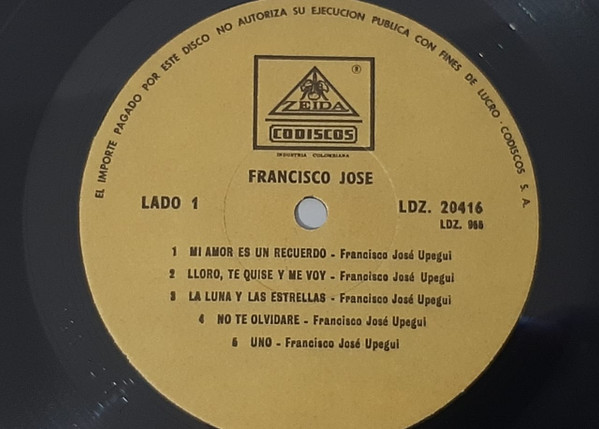 EL IMPORTE PAGADO POR ESTE DISCO NO AUTORIZA SU EJECUCION PUBLICA CON FINES DE LUCRO · CODISCOS S. A.
®
ZEIDA
CODISCOS
INDUSTRIA COLOMBIANA
FRANCISCO JOSE
LADO 1
LDZ. 20416
LDZ. 966
1 MI AMOR ES UN RECUERDO - Francisco José Upegui
2 LLORO, TE QUISE Y ME VOY - Francisco José Upegui
3 LA LUNA Y LAS ESTRELLAS - Francisco José Upegui
4 NO TE OLVIDARE - Francisco José Upegui
5 UNO - Francisco José Upegui